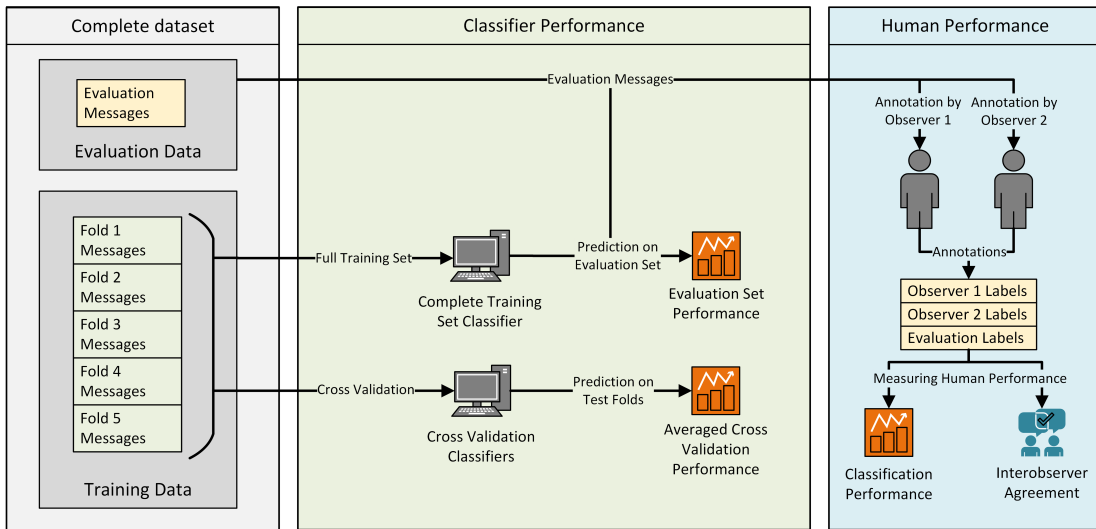 Complete dataset
Evaluation
Messages
Evaluation Data
Fold 1
Messages
Fold 2
Messages
Fold 3
Messages
Fold 4
Messages
Fold 5
Messages
Training Data
Classifier Performance
Evaluation Messages
Full Training Set
Complete Training
Set Classifier
Prediction on
Evaluation Set
Evaluation Set
Performance
Cross Validation
Cross Validation
Classifiers
Prediction on
Test Folds
Averaged Cross
Validation
Performance
Human Performance
Annotation by
Observer 1
Annotation by
Observer 2
Annotations
Observer 1 Labels
Observer 2 Labels
Evaluation Labels
Measuring Human Performance
Classification
Performance
Interobserver
Agreement